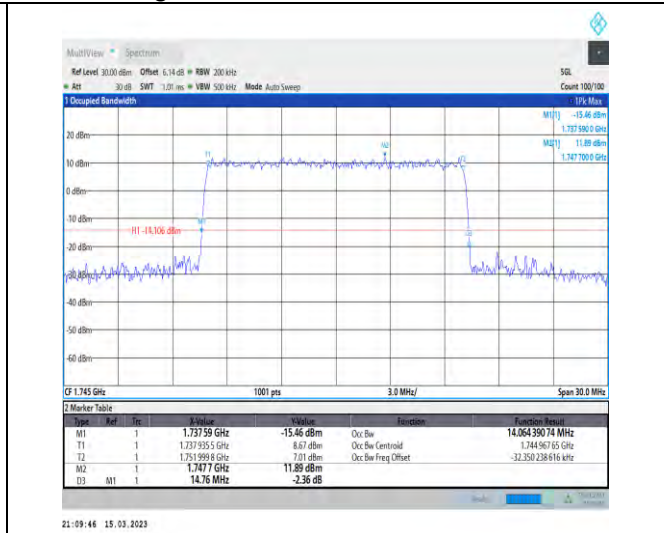 MultiView Spectrum
Ref Level 30.00 dBm Offset 6.14 dB RBW 200 kHz SGL
Att 30 dB SWT 1.01 ms VBW 500 kHz Mode Auto Sweep Count 100/100
1 Occupied Bandwidth 1Pk Max
M1[1] -15.46 dBm
1.737 590 0 GHz
M2[1] 11.89 dBm
1.747 700 0 GHz
20 dBm
M2
T1
10 dBm
0 dBm
-10 dBm
H1 -14.106 dBm
-20 dBm
-40 dBm
-50 dBm
-60 dBm
CF 1.745 GHz 1001 pts 3.0 MHz/ Span 30.0 MHz
2 Marker Table
Type Ref Trc X-Value Y-Value Function Function Result
M1 1 1.737 59 GHz -15.46 dBm Occ Bw 14.064 390 74 MHz
T1 1 1.737 935 5 GHz 8.67 dBm Occ Bw Centroid 1.744 967 65 GHz
T2 1 1.751 999 8 GHz 7.01 dBm Occ Bw Freq Offset -32.350 238 616 kHz
M2 1 1.747 7 GHz 11.89 dBm
D3 M1 1 14.76 MHz -2.36 dB
21:09:46 15.03.2023